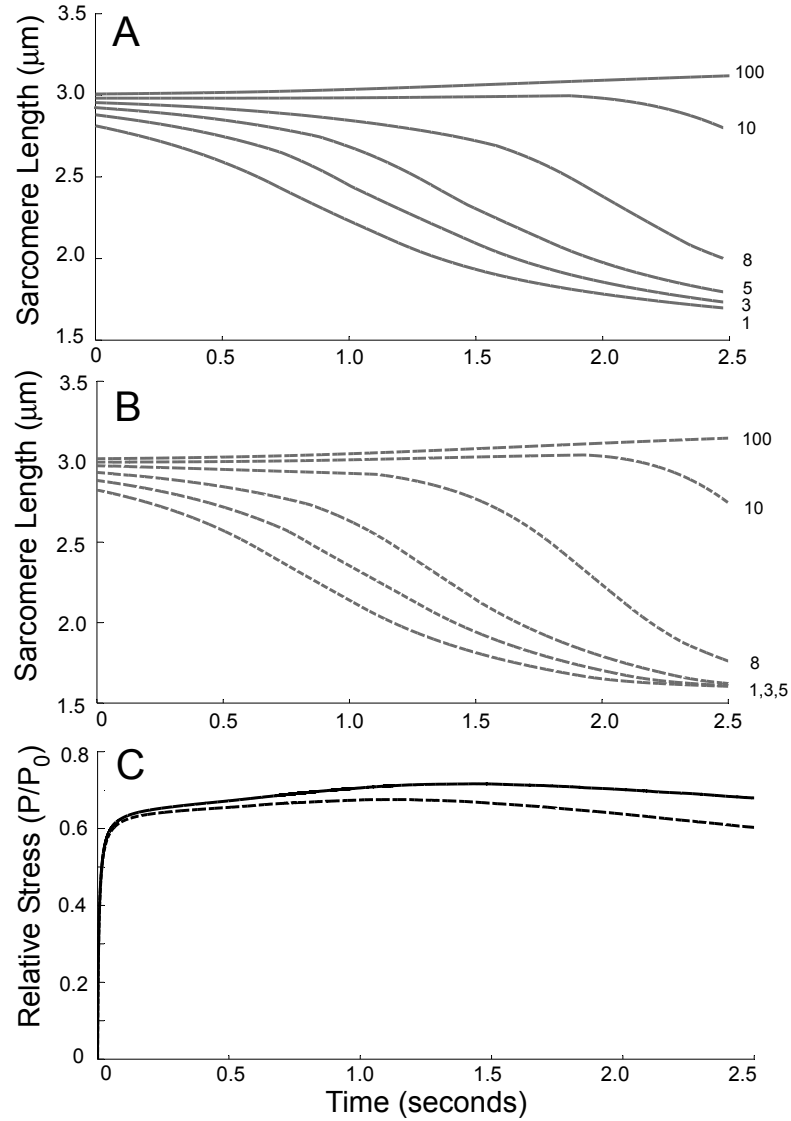 A
Sarcomere Length (μm)
3.5
3.0
2.5
2.0
1.5
100
10
8
5
3
1
0 0.5 1.0 1.5 2.0 2.5
B
Sarcomere Length (μm)
3.5
3.0
2.5
2.0
1.5
100
10
8
1,3,5
0 0.5 1.0 1.5 2.0 2.5
C
Relative Stress (P/P₀)
0.8
0.6
0.4
0.2
0
0 0.5 1.0 1.5 2.0 2.5
Time (seconds)